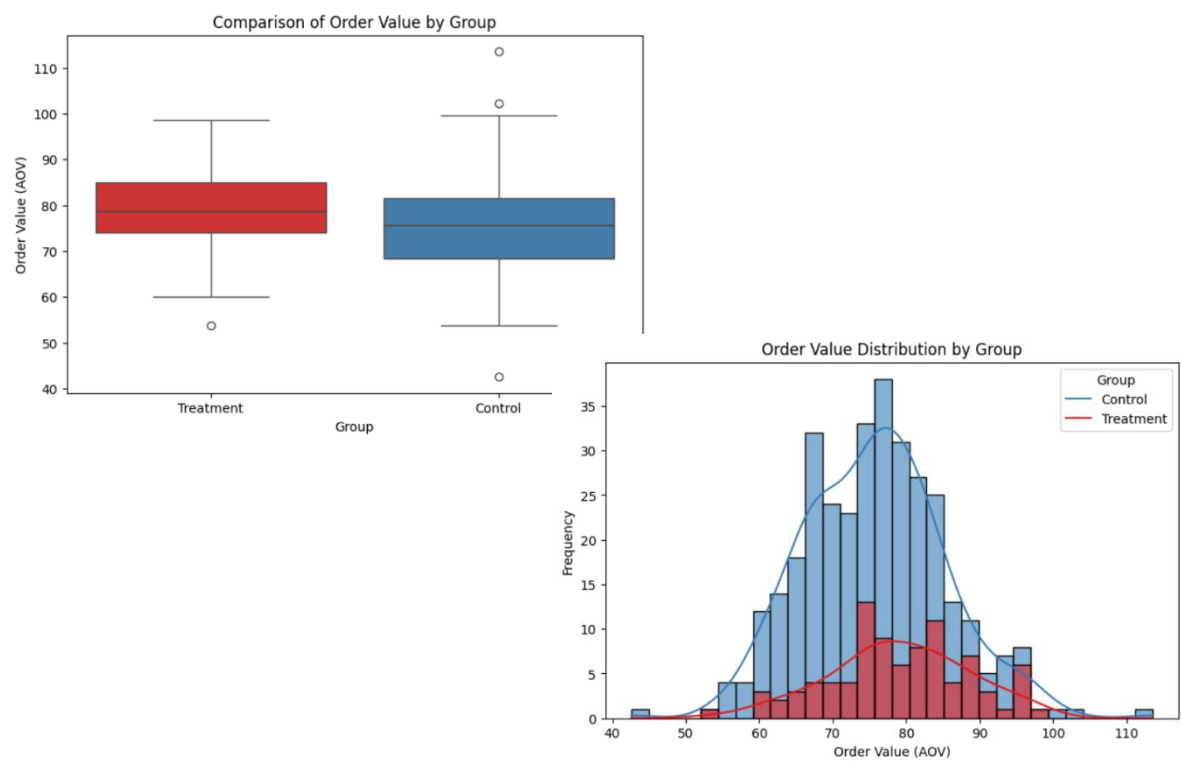 Comparison of Order Value by Group
110
100
90
80
70
60
50
40
Order Value (AOV)
Treatment
Control
Group
Order Value Distribution by Group
Group
Control
Treatment
35
30
25
20
15
10
5
0
Frequency
40
50
60
70
80
90
100
110
Order Value (AOV)